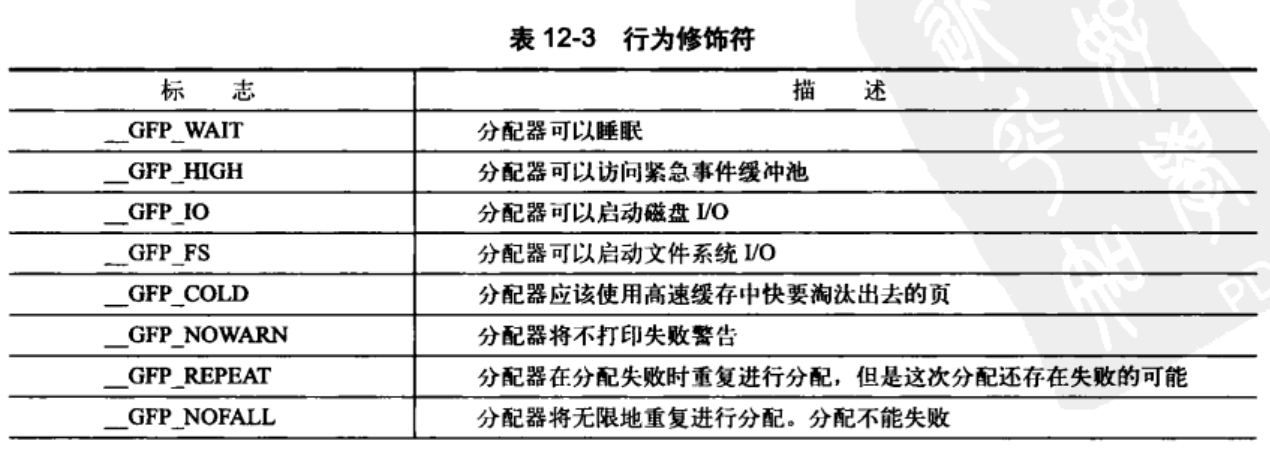 表 12-3 行为修饰符
标 志 描 述
__GFP_WAIT 分配器可以睡眠
__GFP_HIGH 分配器可以访问紧急事件缓冲池
__GFP_IO 分配器可以启动磁盘 I/O
__GFP_FS 分配器可以启动文件系统 I/O
__GFP_COLD 分配器应该使用高速缓存中快要淘汰出去的页
__GFP_NOWARN 分配器将不打印失败警告
__GFP_REPEAT 分配器在分配失败时重复进行分配，但是这次分配还存在失败的可能
__GFP_NOFALL 分配器将无限地重复进行分配。分配不能失败
PD